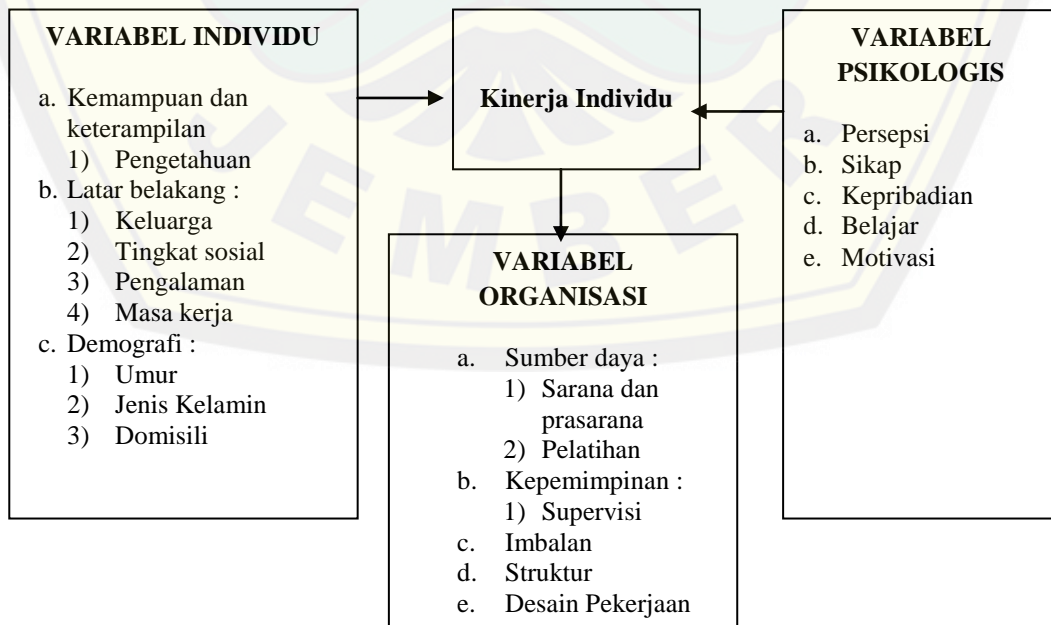 VARIABEL INDIVIDU
a. Kemampuan dan
keterampilan
1) Pengetahuan
b. Latar belakang :
1) Keluarga
2) Tingkat sosial
3) Pengalaman
4) Masa kerja
c. Demografi :
1) Umur
2) Jenis Kelamin
3) Domisili
Kinerja Individu
VARIABEL
ORGANISASI
a. Sumber daya :
1) Sarana dan
prasarana
2) Pelatihan
b. Kepemimpinan :
1) Supervisi
c. Imbalan
d. Struktur
e. Desain Pekerjaan
VARIABEL
PSIKOLOGIS
a. Persepsi
b. Sikap
c. Kepribadian
d. Belajar
e. Motivasi
JEMBER